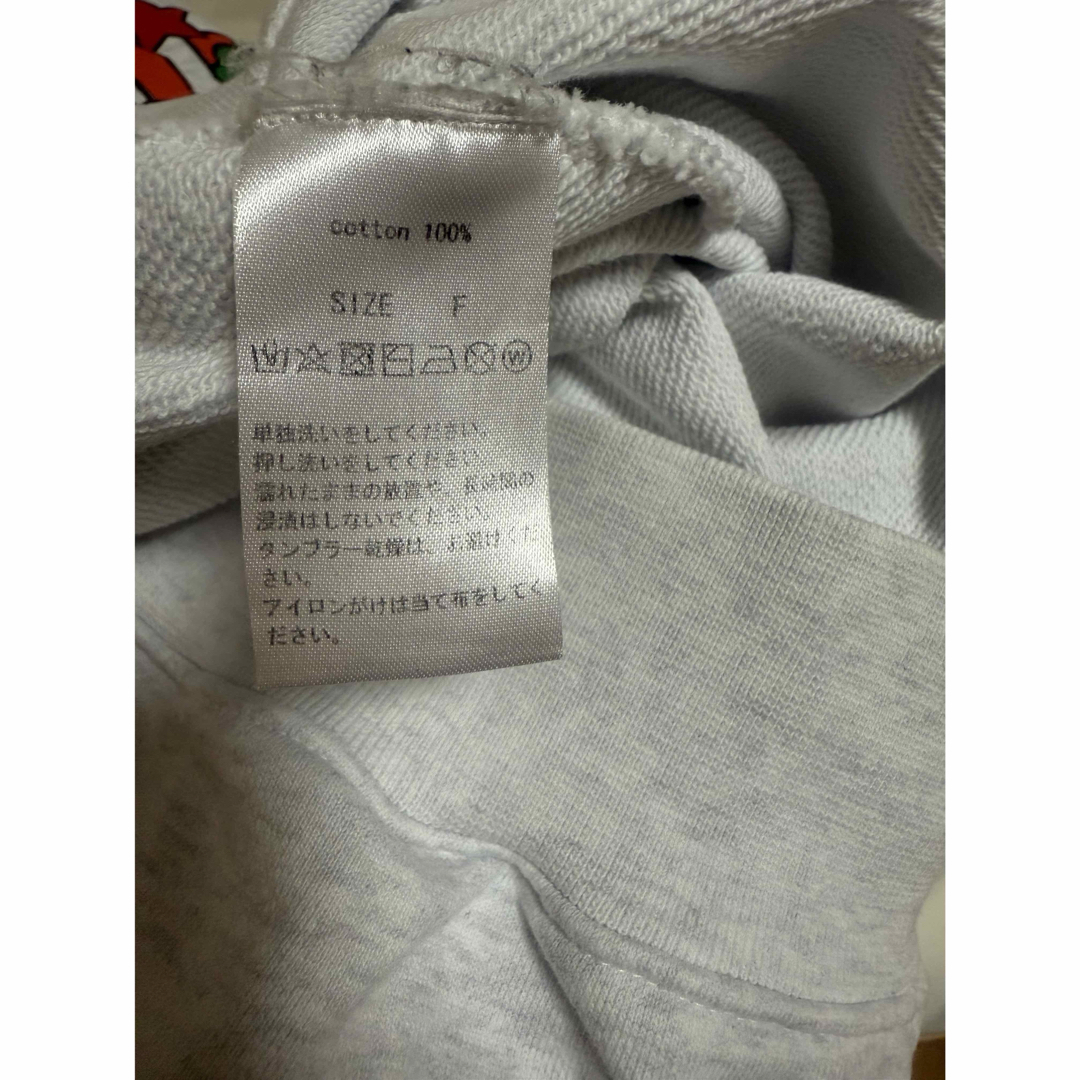 cotton 100%
SIZE F
W
単独洗いをしてください。
押し洗いをしてください。
濡れたままの放置や、長時間の
浸漬はしないでください。
タンブラー乾燥は、お避けくだ
さい。
アイロンがけは当て布をしてく
ださい。